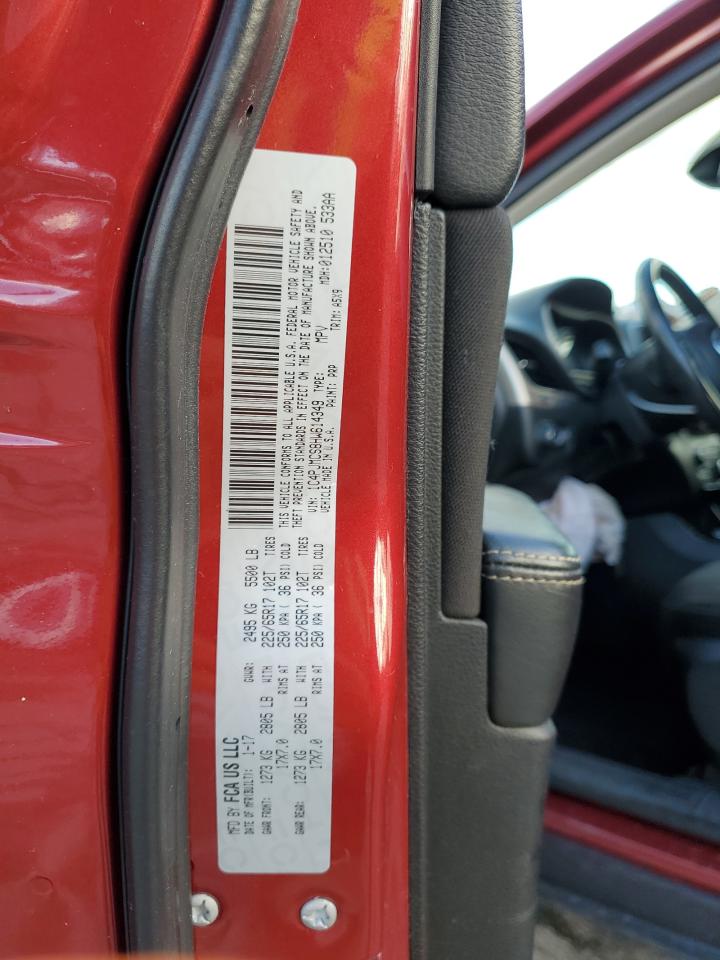 MFD BY FCA US LLC
DATE OF MFR(BUILT): 1-17 GVWR: 2495 KG 5500 LB
GAWR FRONT: 1273 KG 2805 LB WITH 225/65R17 102T TIRES
17X7.0 RIMS AT 250 KPA ( 36 PSI) COLD
GAWR REAR: 1273 KG 2805 LB WITH 225/65R17 102T TIRES
17X7.0 RIMS AT 250 KPA ( 36 PSI) COLD
THIS VEHICLE CONFORMS TO ALL APPLICABLE U.S.A. FEDERAL MOTOR VEHICLE SAFETY AND
THEFT PREVENTION STANDARDS IN EFFECT ON THE DATE OF MANUFACTURE SHOWN ABOVE.
VIN: 1C4PJMCS8HW614349 TYPE: MPV MDH: 012510 533AA
VEHICLE MADE IN U.S.A. PAINT: PRP TRIM: A5X9